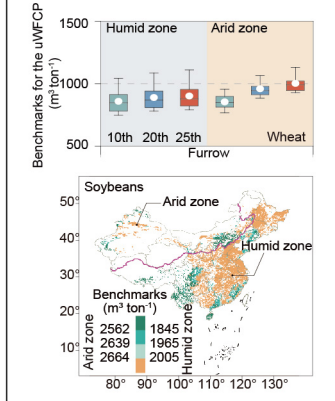 Benchmarks for the uWFCP
(m³ ton⁻¹)
1500
1000
500
Humid zone
Arid zone
10th 20th 25th
Wheat
Furrow
Soybeans
Arid zone
Humid zone
50°
40°
30°
20°
10°
Benchmarks
(m³ ton⁻¹)
Arid zone
2562 1845
2639 1965
2664 2005
Humid zone
80° 90° 100° 110° 120° 130°